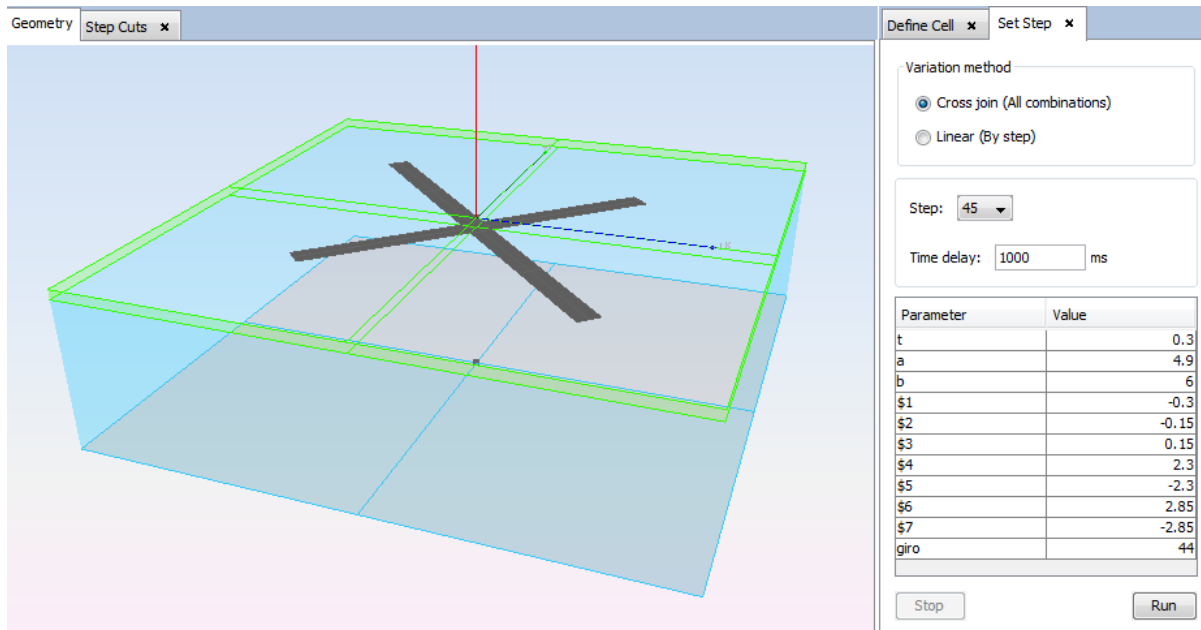 Geometry
Step Cuts ×
Define Cell ×
Set Step ×
Variation method
Cross join (All combinations)
Linear (By step)
Step: 45
Time delay: 1000 ms
Parameter Value
t 0.3
a 4.9
b 6
$1 -0.3
$2 -0.15
$3 0.15
$4 2.3
$5 -2.3
$6 2.85
$7 -2.85
giro 44
Stop
Run